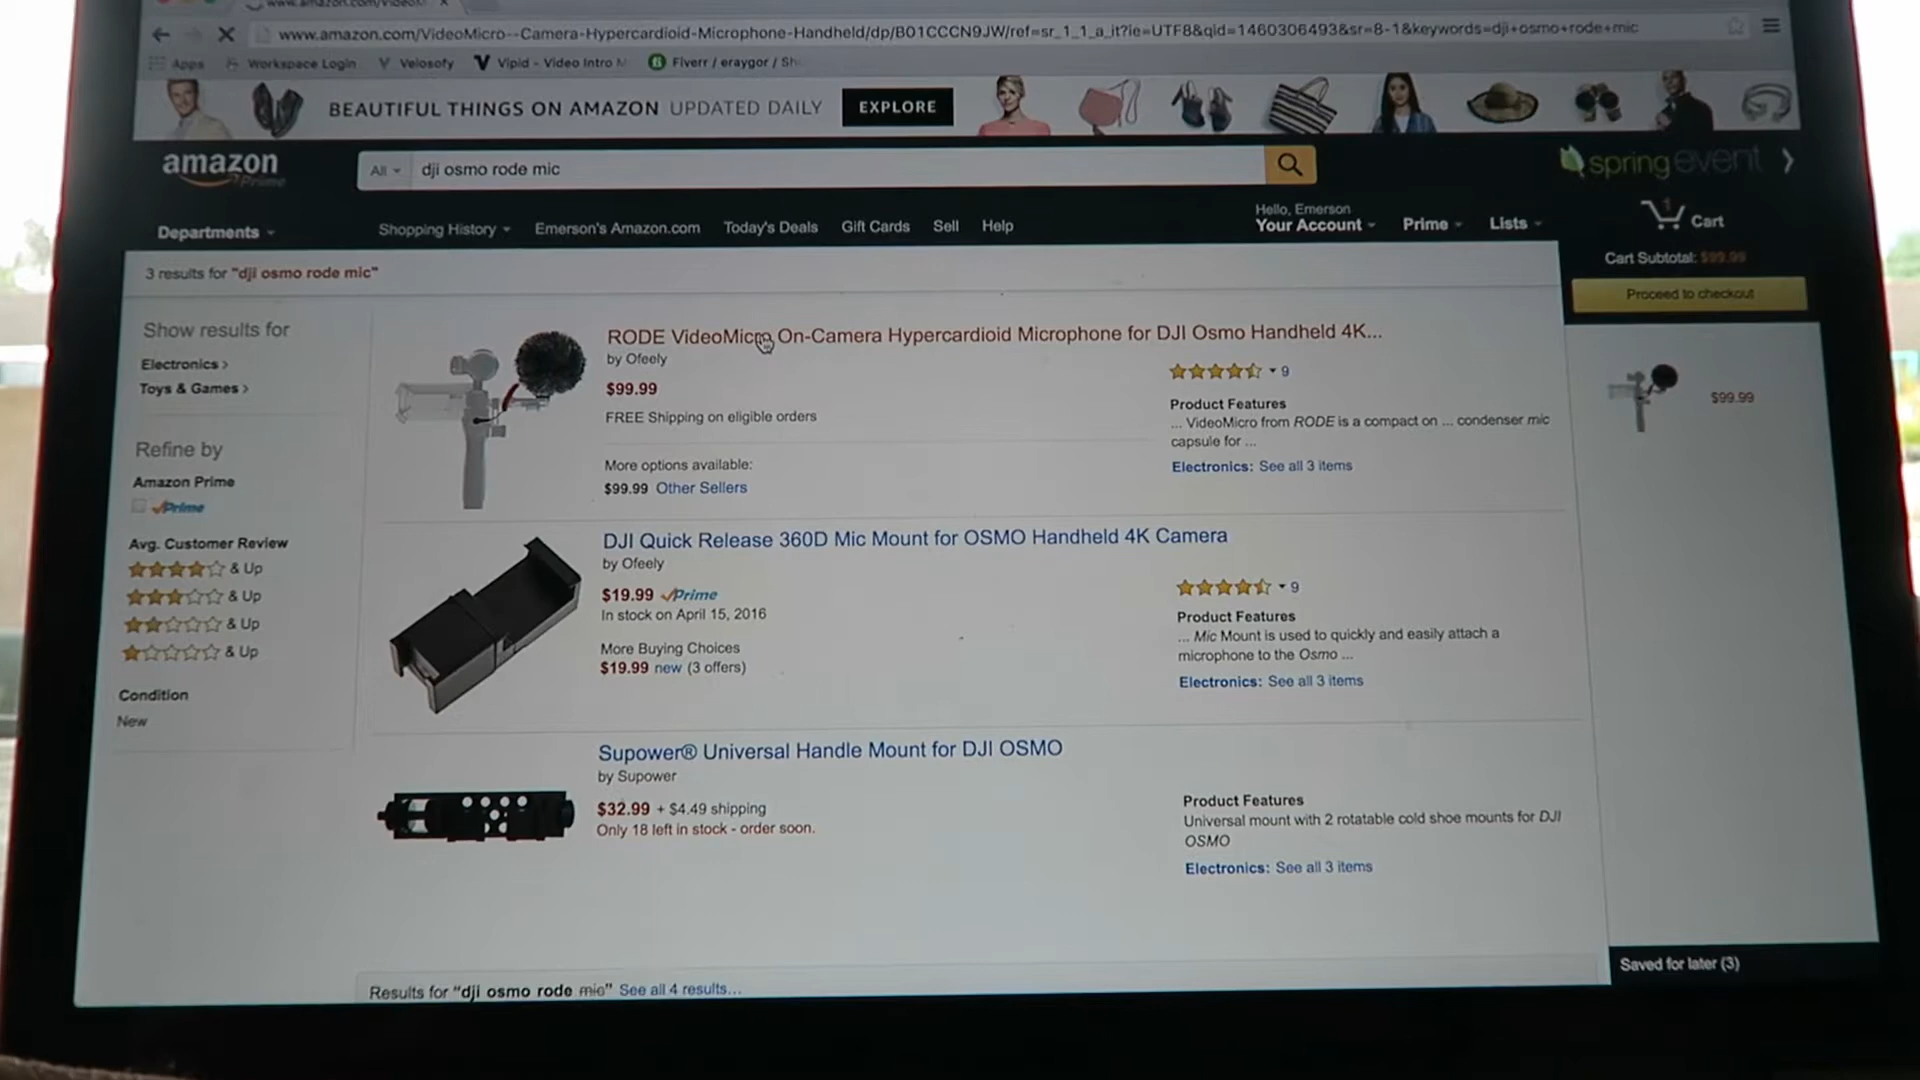 www.amazon.com/VideoMicro--Camera-Hypercardioid-Microphone-Handheld/dp/B01CCCN9JW/ref=sr_1_1_a_it?ie=UTF8&qid=1460306493&sr=8-1&keywords=dji+osmo+rode+mic
Apps Workspace Login Velosofy Vipid - Video Intro M Fiverr / eraygor / Sh
BEAUTIFUL THINGS ON AMAZON UPDATED DAILY EXPLORE
amazon Prime
All dji osmo rode mic
spring event
Departments Shopping History Emerson's Amazon.com Today's Deals Gift Cards Sell Help
Hello, Emerson
Your Account Prime Lists 1 Cart
3 results for "dji osmo rode mic"
Cart Subtotal: $99.99
Proceed to checkout
$99.99
Saved for later (3)
Show results for
Electronics
Toys & Games
Refine by
Amazon Prime
Prime
Avg. Customer Review
& Up
& Up
& Up
& Up
Condition
New
RODE VideoMicro On-Camera Hypercardioid Microphone for DJI Osmo Handheld 4K...
by Ofeely
$99.99
FREE Shipping on eligible orders
More options available:
$99.99 Other Sellers
9
Product Features
... VideoMicro from RODE is a compact on ... condenser mic
capsule for ...
Electronics: See all 3 items
DJI Quick Release 360D Mic Mount for OSMO Handheld 4K Camera
by Ofeely
$19.99 Prime
In stock on April 15, 2016
More Buying Choices
$19.99 new (3 offers)
9
Product Features
... Mic Mount is used to quickly and easily attach a
microphone to the Osmo ...
Electronics: See all 3 items
Supower® Universal Handle Mount for DJI OSMO
by Supower
$32.99 + $4.49 shipping
Only 18 left in stock - order soon.
Product Features
Universal mount with 2 rotatable cold shoe mounts for DJI
OSMO
Electronics: See all 3 items
Results for "dji osmo rode mic" See all 4 results...